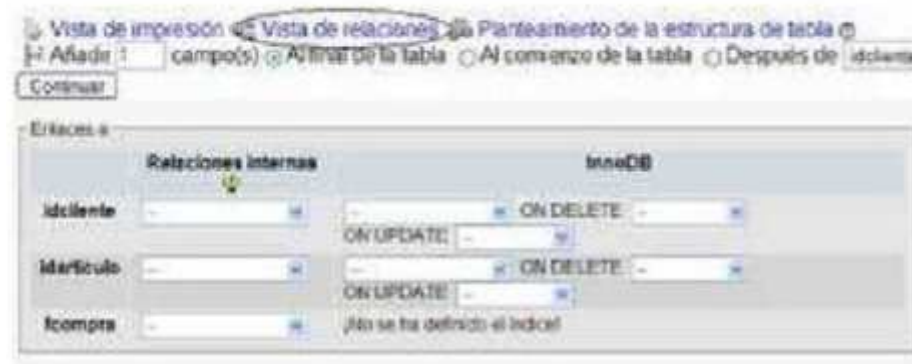 Vista de impresión Vista de relaciones Planteamiento de la estructura de tabla
Añadir 1 campo(s) Al final de la tabla Al comienzo de la tabla Después de idcliente
Continuar
Enlaces a
Relaciones internas InnoDB
idcliente - - ON DELETE -
ON UPDATE -
idarticulo - - ON DELETE -
ON UPDATE -
fcompra - ¡No se ha definido el índice!